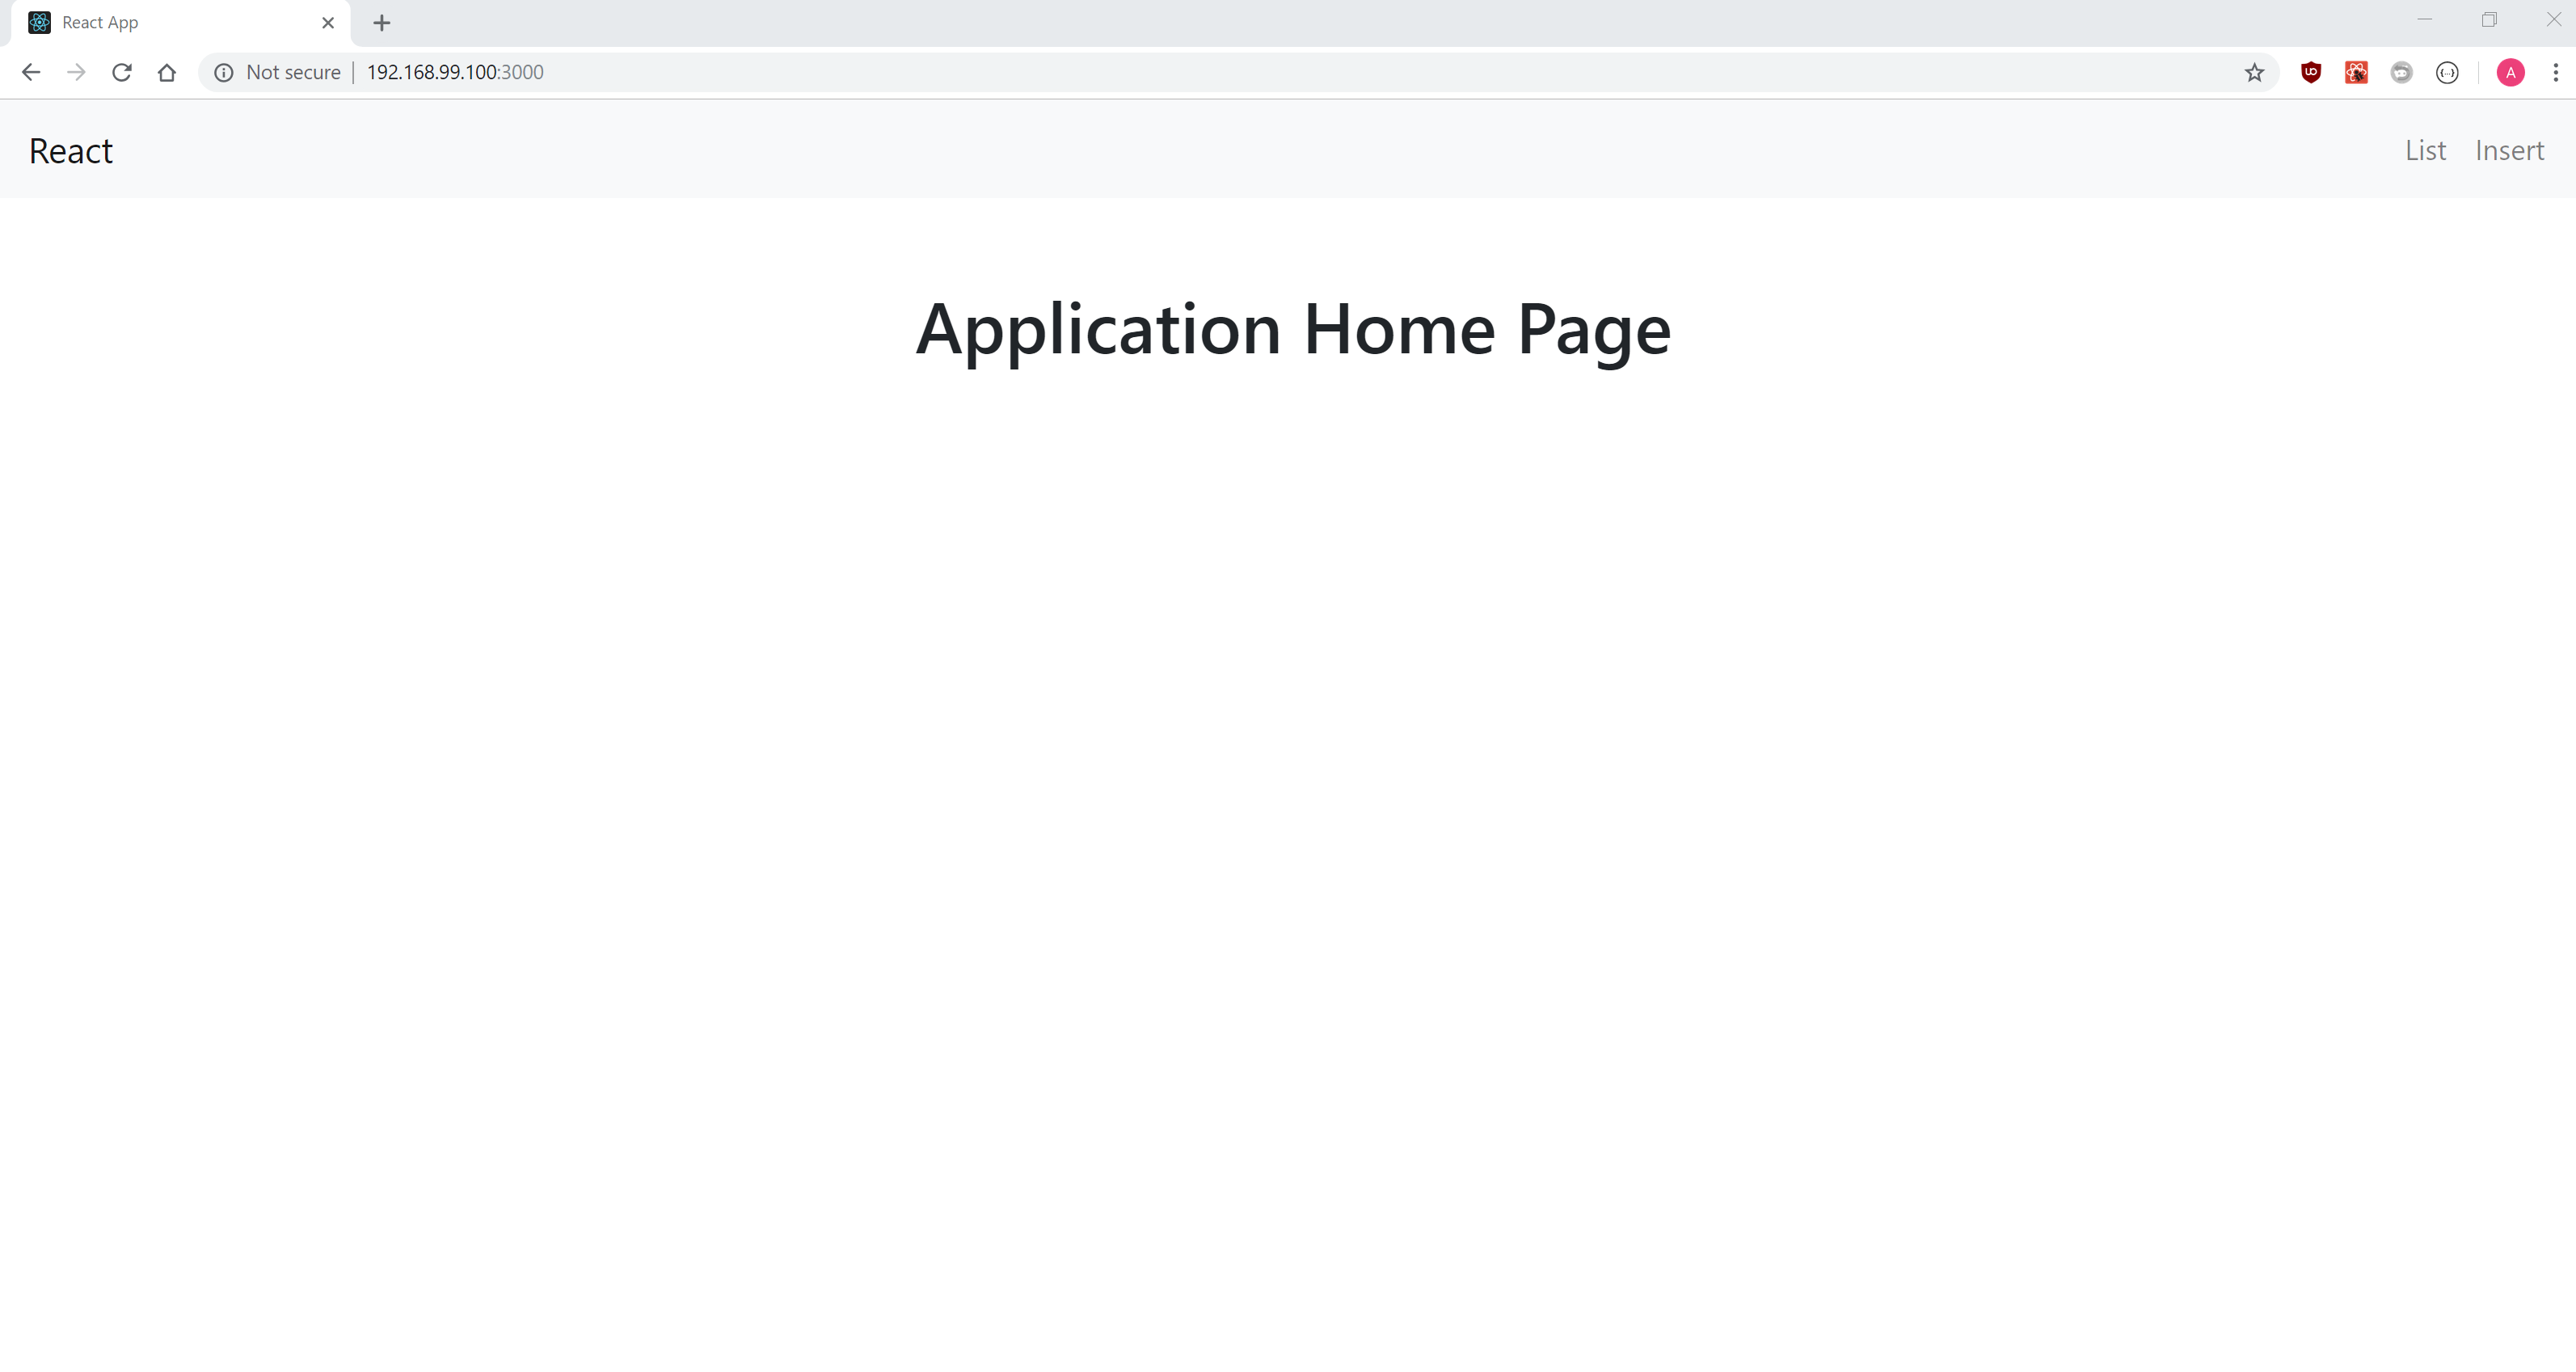 React App
Not secure | 192.168.99.100:3000
A
React
List Insert
Application Home Page